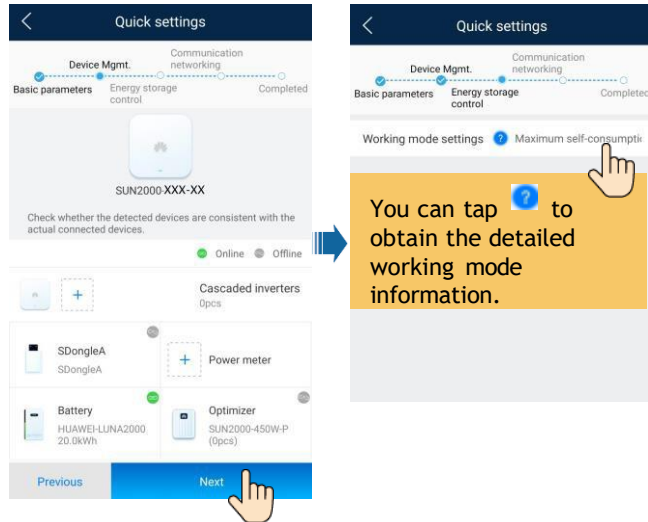 Quick settings
Device Mgmt.
Communication
networking
Basic parameters
Energy storage
control
Completed
SUN2000-XXX-XX
Check whether the detected devices are consistent with the
actual connected devices.
Online
Offline
Cascaded inverters
0pcs
SDongleA
SDongleA
Power meter
Battery
HUAWEI-LUNA2000
20.0kWh
Optimizer
SUN2000-450W-P
(0pcs)
Previous
Next
Quick settings
Device Mgmt.
Communication
networking
Basic parameters
Energy storage
control
Completed
Working mode settings ? Maximum self-consumptic
You can tap ? to
obtain the detailed
working mode
information.